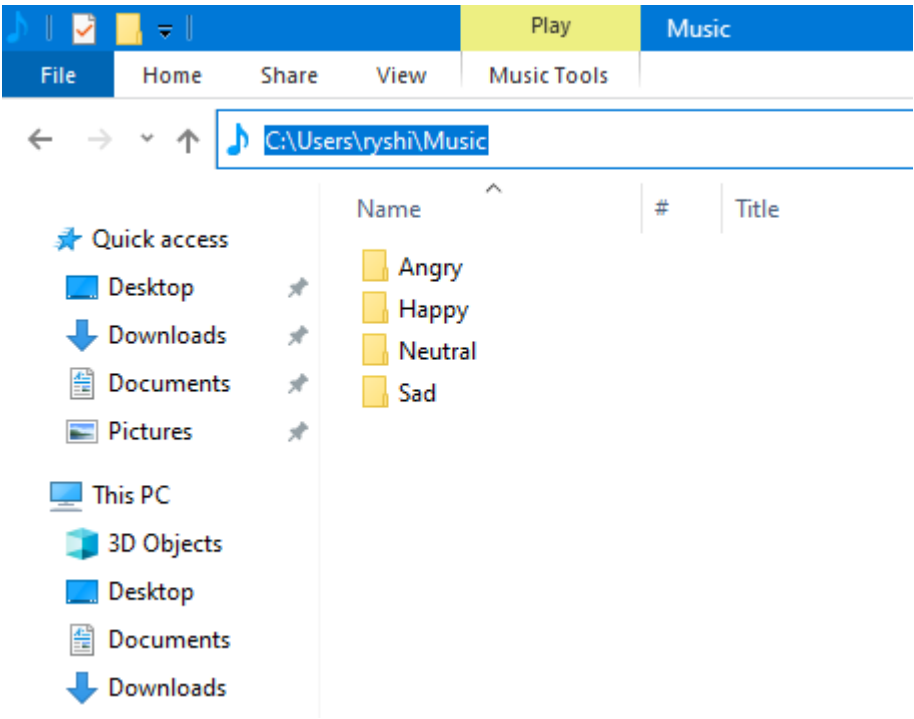 Play Music
File Home Share View Music Tools
C:\Users\ryshi\Music
Name # Title
Quick access
Desktop
Downloads
Documents
Pictures
This PC
3D Objects
Desktop
Documents
Downloads
Angry
Happy
Neutral
Sad